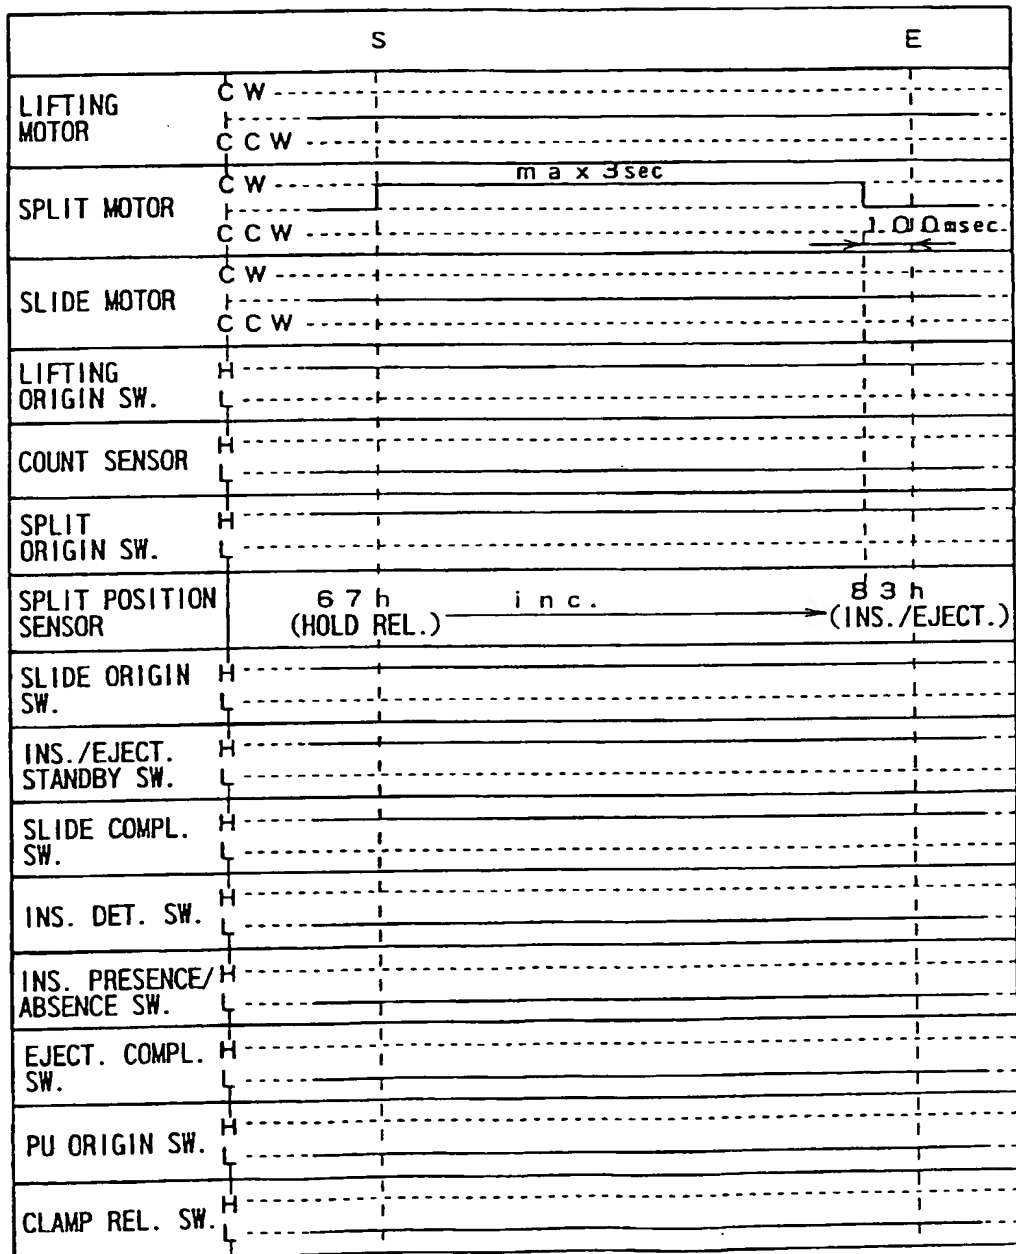 S E
LIFTING
MOTOR
CW
CCW
SPLIT MOTOR
CW
max 3sec
CCW
100msec
SLIDE MOTOR
CW
CCW
LIFTING
ORIGIN SW.
H
L
COUNT SENSOR
H
L
SPLIT
ORIGIN SW.
H
L
SPLIT POSITION
SENSOR
67h inc. 83h
(HOLD REL.) (INS./EJECT.)
SLIDE ORIGIN
SW.
H
L
INS./EJECT.
STANDBY SW.
H
L
SLIDE COMPL.
SW.
H
L
INS. DET. SW.
H
L
INS. PRESENCE/
ABSENCE SW.
H
L
EJECT. COMPL.
SW.
H
L
PU ORIGIN SW.
H
L
CLAMP REL. SW.
H
L